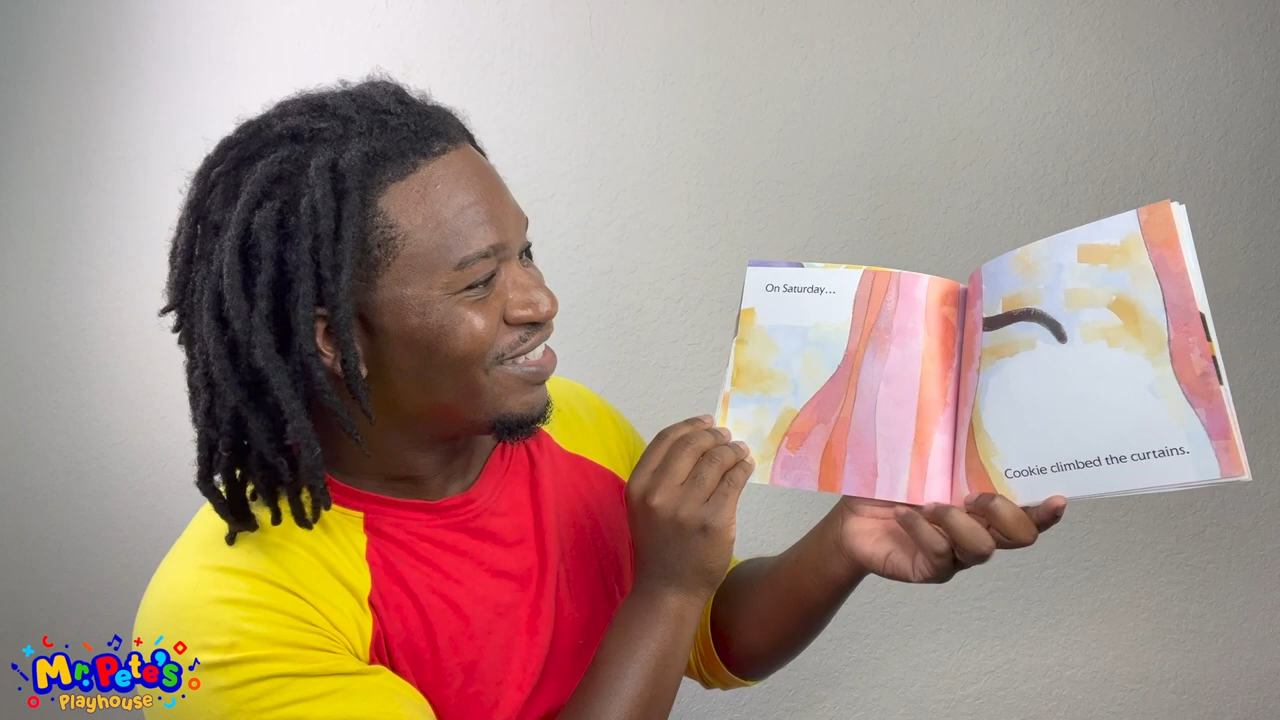 On Saturday...
Cookie climbed the curtains.
Mr. Pete's
Playhouse